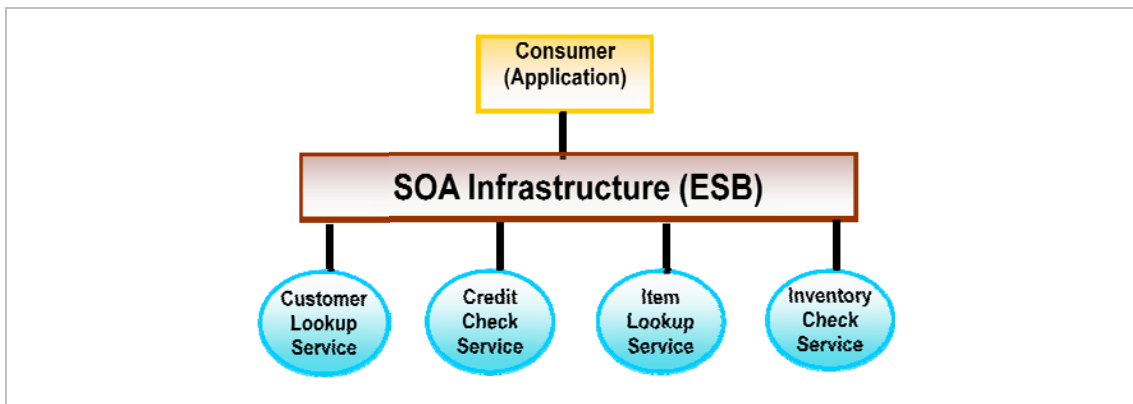 Consumer
(Application)
SOA Infrastructure (ESB)
Customer
Lookup
Service
Credit
Check
Service
Item
Lookup
Service
Inventory
Check
Service